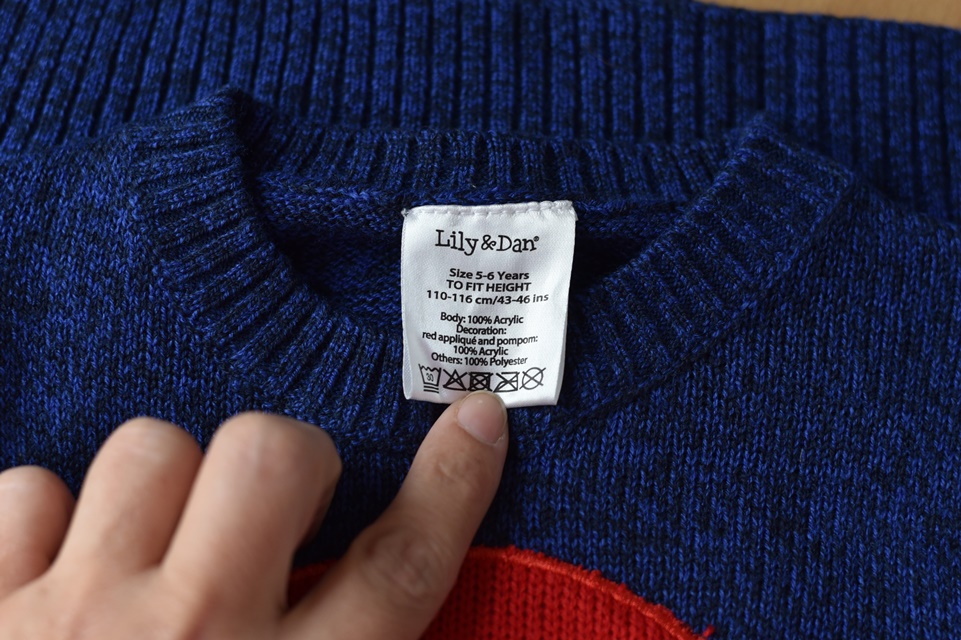 Lily & Dan®
Size 5-6 Years
TO FIT HEIGHT
110-116 cm/43-46 ins
Body: 100% Acrylic
Decoration:
red appliqué and pompom:
100% Acrylic
Others: 100% Polyester
30